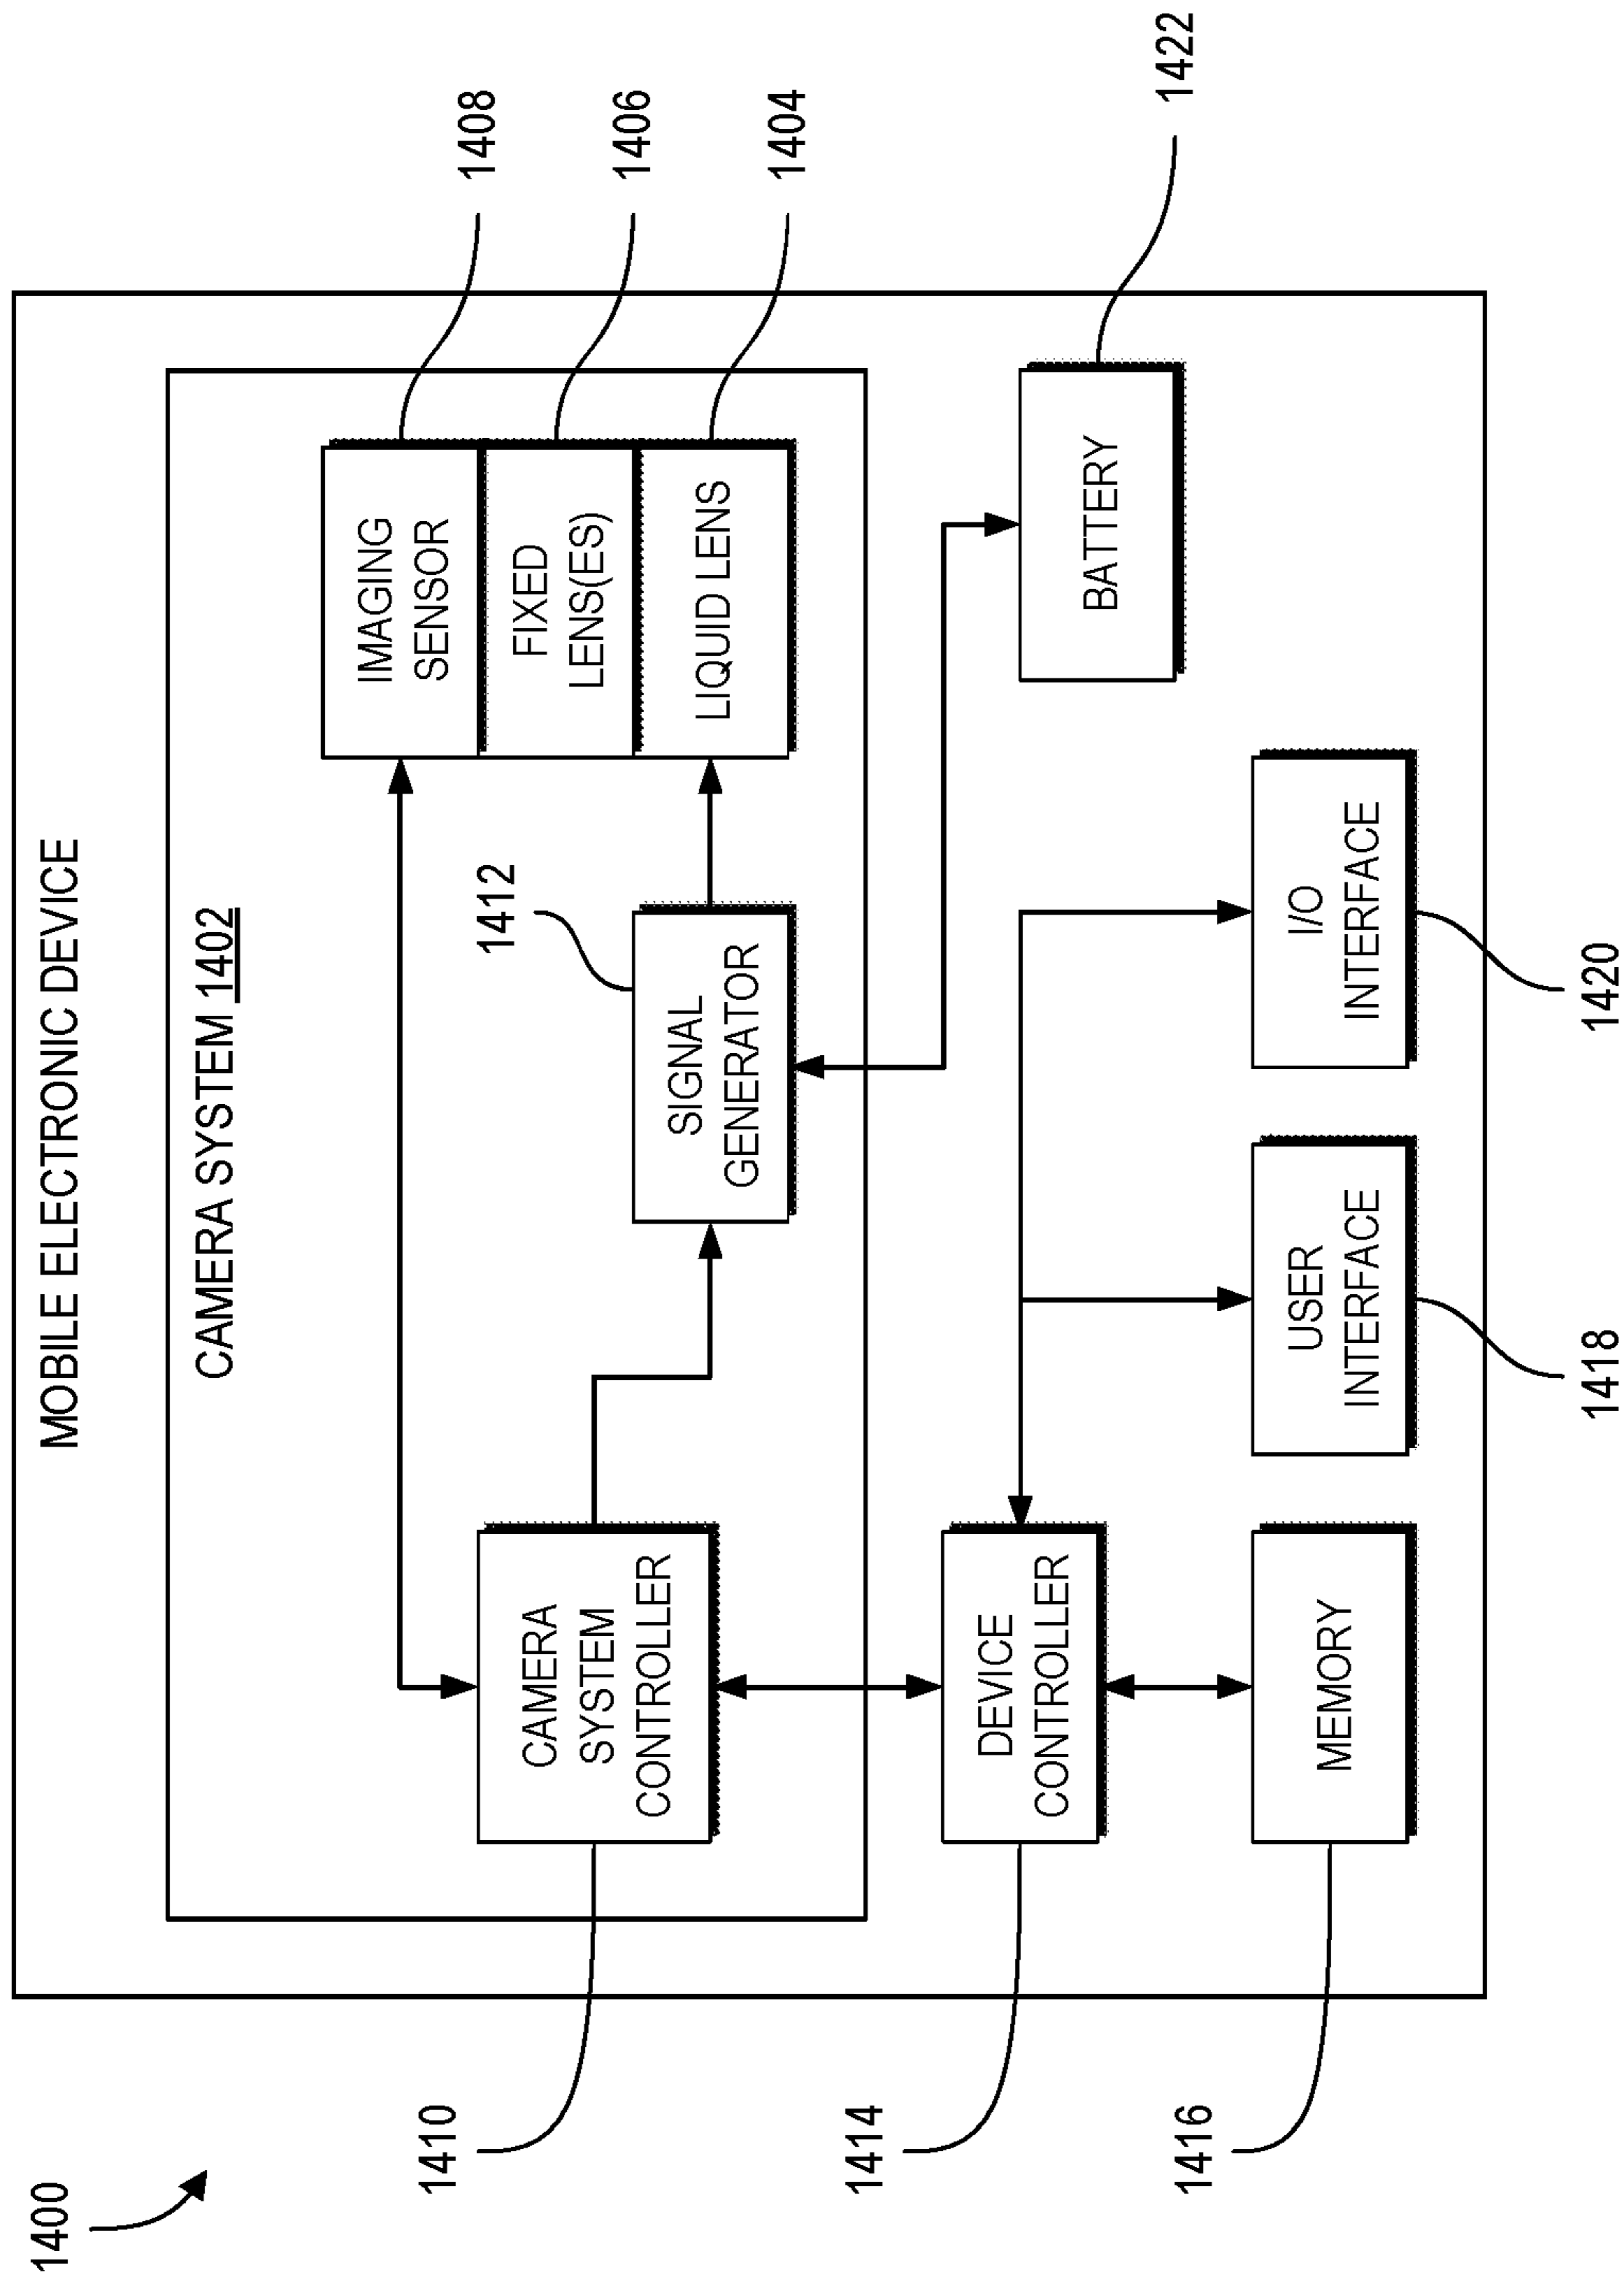 1400
MOBILE ELECTRONIC DEVICE
CAMERA SYSTEM 1402
1410
CAMERA
SYSTEM
CONTROLLER
1412
SIGNAL
GENERATOR
IMAGING
SENSOR
1408
FIXED
LENS(ES)
1406
LIQUID LENS
1404
1414
DEVICE
CONTROLLER
BATTERY
1422
1416
MEMORY
USER
INTERFACE
1418
I/O
INTERFACE
1420